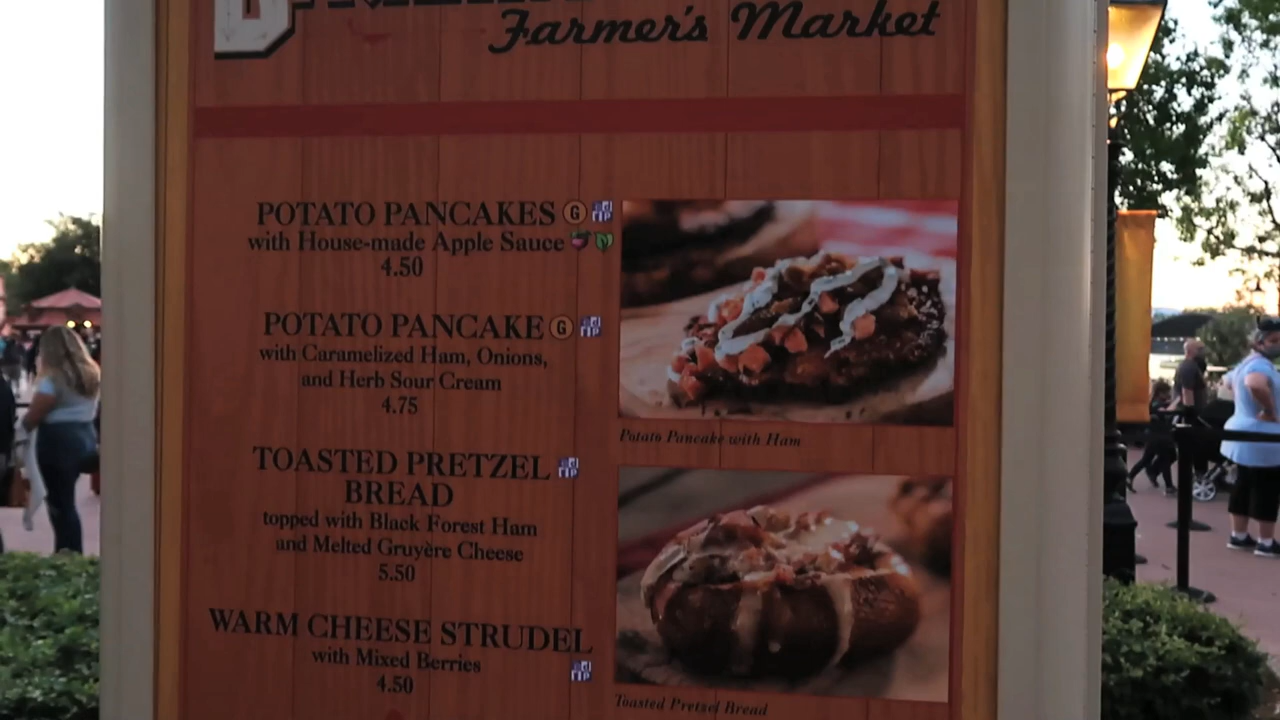 Farmer's Market
POTATO PANCAKES G
with House-made Apple Sauce
4.50
POTATO PANCAKE G
with Caramelized Ham, Onions,
and Herb Sour Cream
4.75
TOASTED PRETZEL
BREAD
topped with Black Forest Ham
and Melted Gruyère Cheese
5.50
WARM CHEESE STRUDEL
with Mixed Berries
4.50
Potato Pancake with Ham
Toasted Pretzel Bread